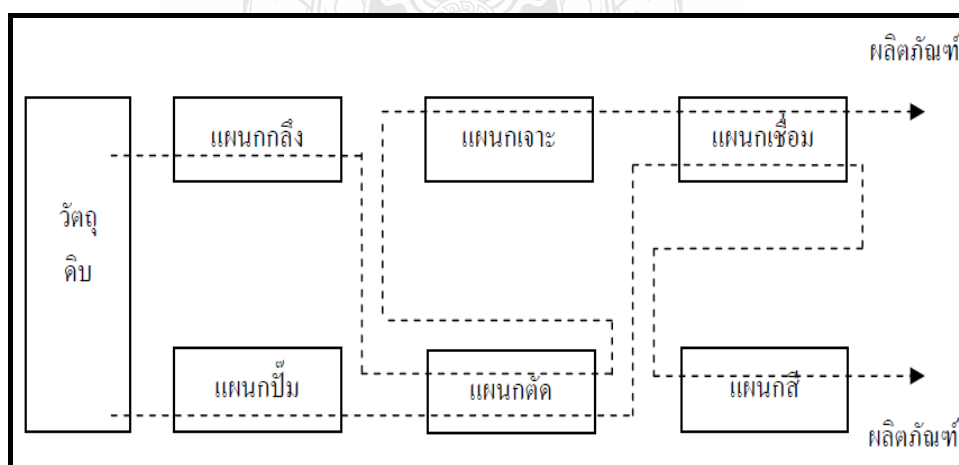 ผลิตภัณฑ์
แผนกกลึง
แผนกเจาะ
แผนกเชื่อม
วัตถุ
ดิบ
แผนกปั๊ม
แผนกตัด
แผนกสี
ผลิตภัณฑ์